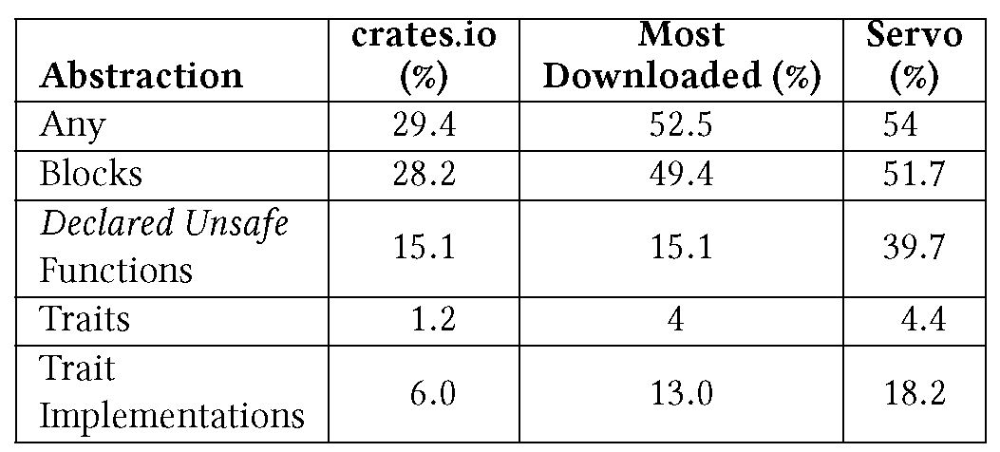 Abstraction crates.io (%) Most Downloaded (%) Servo (%)
Any 29.4 52.5 54
Blocks 28.2 49.4 51.7
Declared Unsafe Functions 15.1 15.1 39.7
Traits 1.2 4 4.4
Trait Implementations 6.0 13.0 18.2